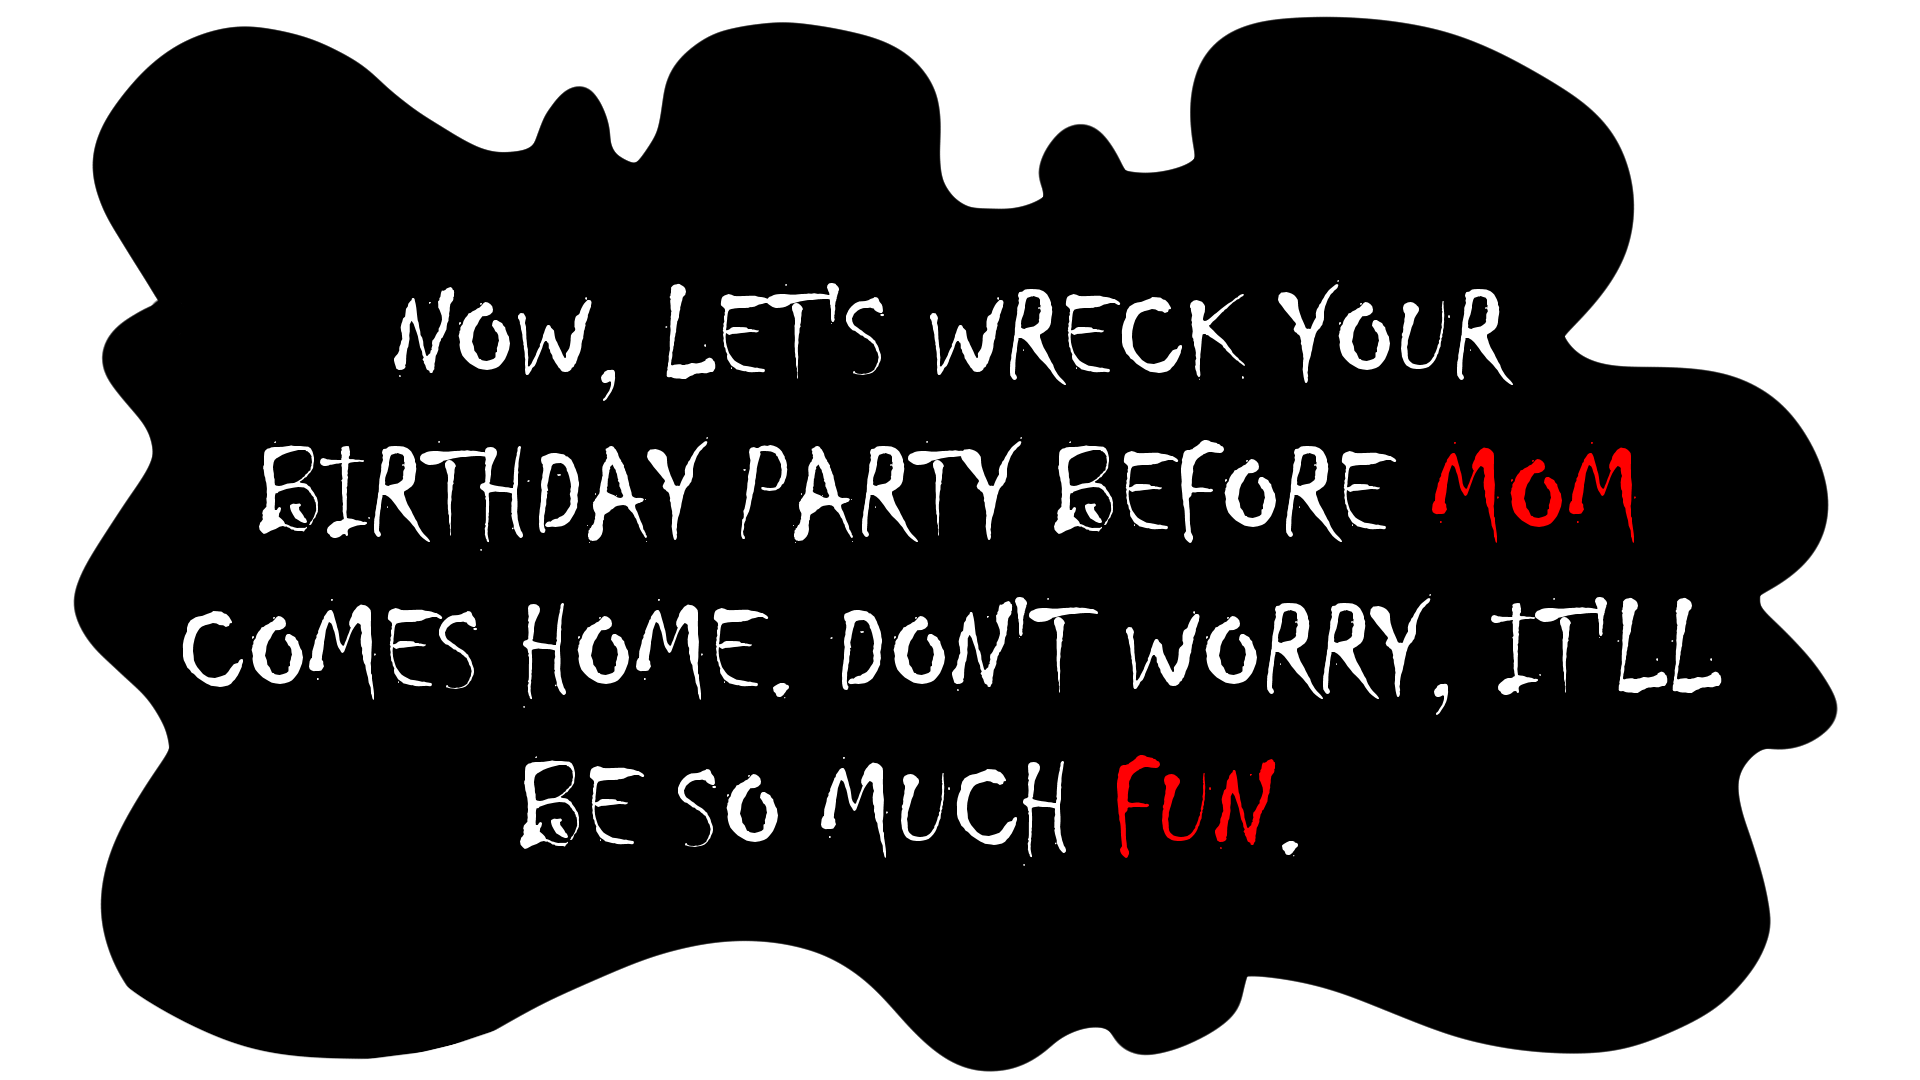 NOW, LET'S WRECK YOUR
BIRTHDAY PARTY BEFORE MOM
COMES HOME. DON'T WORRY, IT'LL
BE SO MUCH FUN.